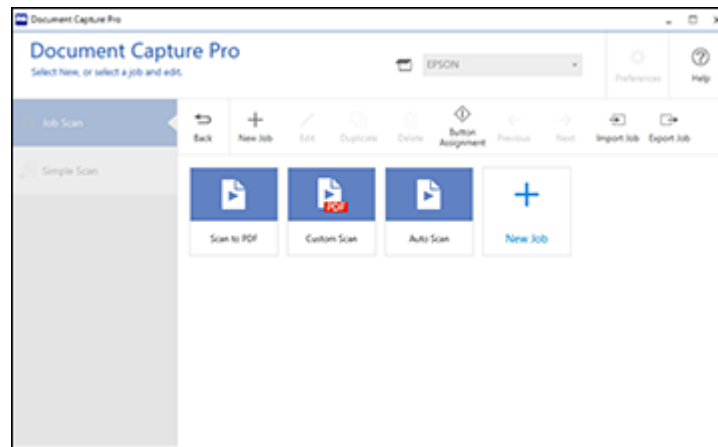 Document Capture Pro
Document Capture Pro
Select New, or select a job and edit.
EPSON
Preferences
Help
Job Scan
Back
New Job
Edit
Duplicate
Delete
Button
Assignment
Previous
Next
Import Job
Export Job
Simple Scan
PDF
Scan to PDF
Custom Scan
Auto Scan
New Job